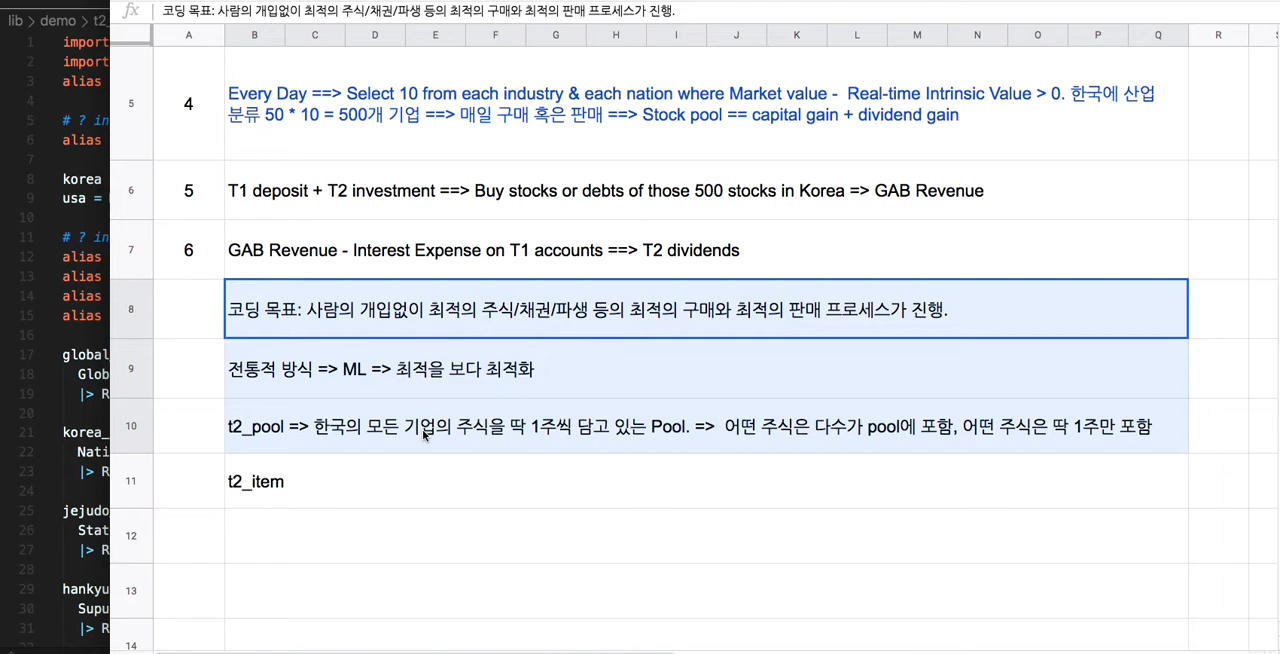 lib > demo > t2_
fx 코딩 목표: 사람의 개입없이 최적의 주식/채권/파생 등의 최적의 구매와 최적의 판매 프로세스가 진행.
A B C D E F G H I J K L M N O P Q R
1 import
2 import
3 alias
4
5 # ? in
6 alias
7
8 korea
9 usa =
10
11 # ? in
12 alias
13 alias
14 alias
15 alias
16
17 global
18 Glob
19 |> R
20
21 korea_
22 Nati
23 |> R
24
25 jejudo
26 Stat
27 |> R
28
29 hankyu
30 Supu
31 |> R
5 4 Every Day ==> Select 10 from each industry & each nation where Market value - Real-time Intrinsic Value > 0. 한국에 산업
분류 50 * 10 = 500개 기업 ==> 매일 구매 혹은 판매 ==> Stock pool == capital gain + dividend gain
6 5 T1 deposit + T2 investment ==> Buy stocks or debts of those 500 stocks in Korea => GAB Revenue
7 6 GAB Revenue - Interest Expense on T1 accounts ==> T2 dividends
8 코딩 목표: 사람의 개입없이 최적의 주식/채권/파생 등의 최적의 구매와 최적의 판매 프로세스가 진행.
9 전통적 방식 => ML => 최적을 보다 최적화
10 t2_pool => 한국의 모든 기업의 주식을 딱 1주씩 담고 있는 Pool. => 어떤 주식은 다수가 pool에 포함, 어떤 주식은 딱 1주만 포함
11 t2_item
12
13
14